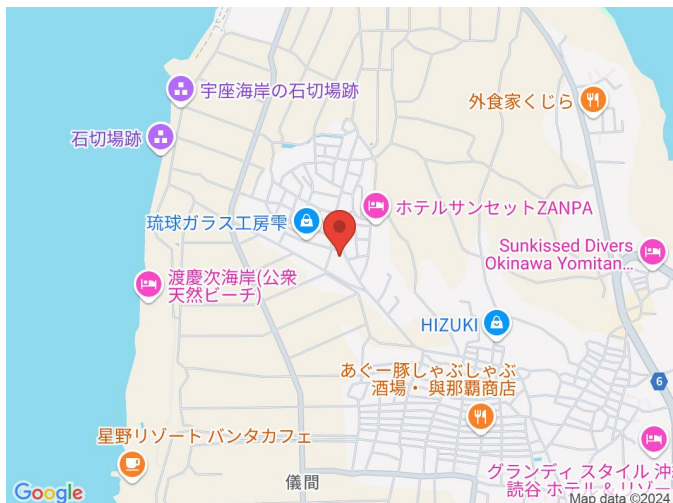 宇座海岸の石切場跡
外食家くじら
石切場跡
ホテルサンセットZANPA
琉球ガラス工房雫
Sunkissed Divers
Okinawa Yomitan...
渡慶次海岸(公衆
天然ビーチ)
HIZUKI
あぐー豚しゃぶしゃぶ
酒場・與那覇商店
6
星野リゾート バンタカフェ
儀間
グランディ スタイル 沖縄
読谷 ホテル&リゾー
Google
Map data ©2024